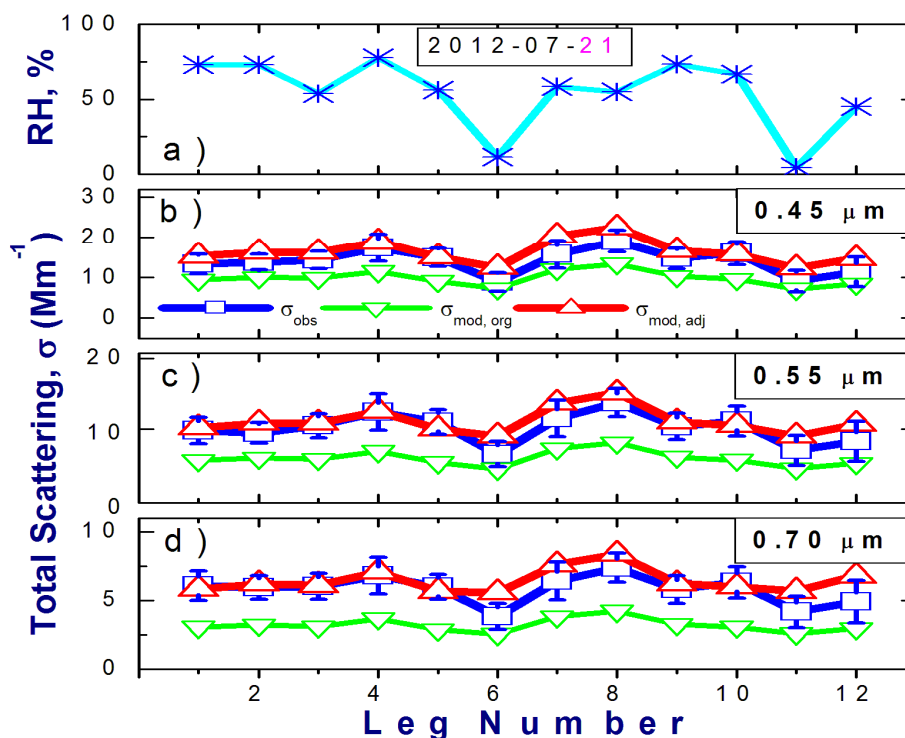 100
50
0
RH, %
2012-07-21
a )
30
20
10
0
b )
0.45 μm
σobs
σmod, org
σmod, adj
Total Scattering, σ (Mm-1)
20
10
0
c )
0.55 μm
10
5
0
d )
0.70 μm
2 4 6 8 10 12
Leg Number